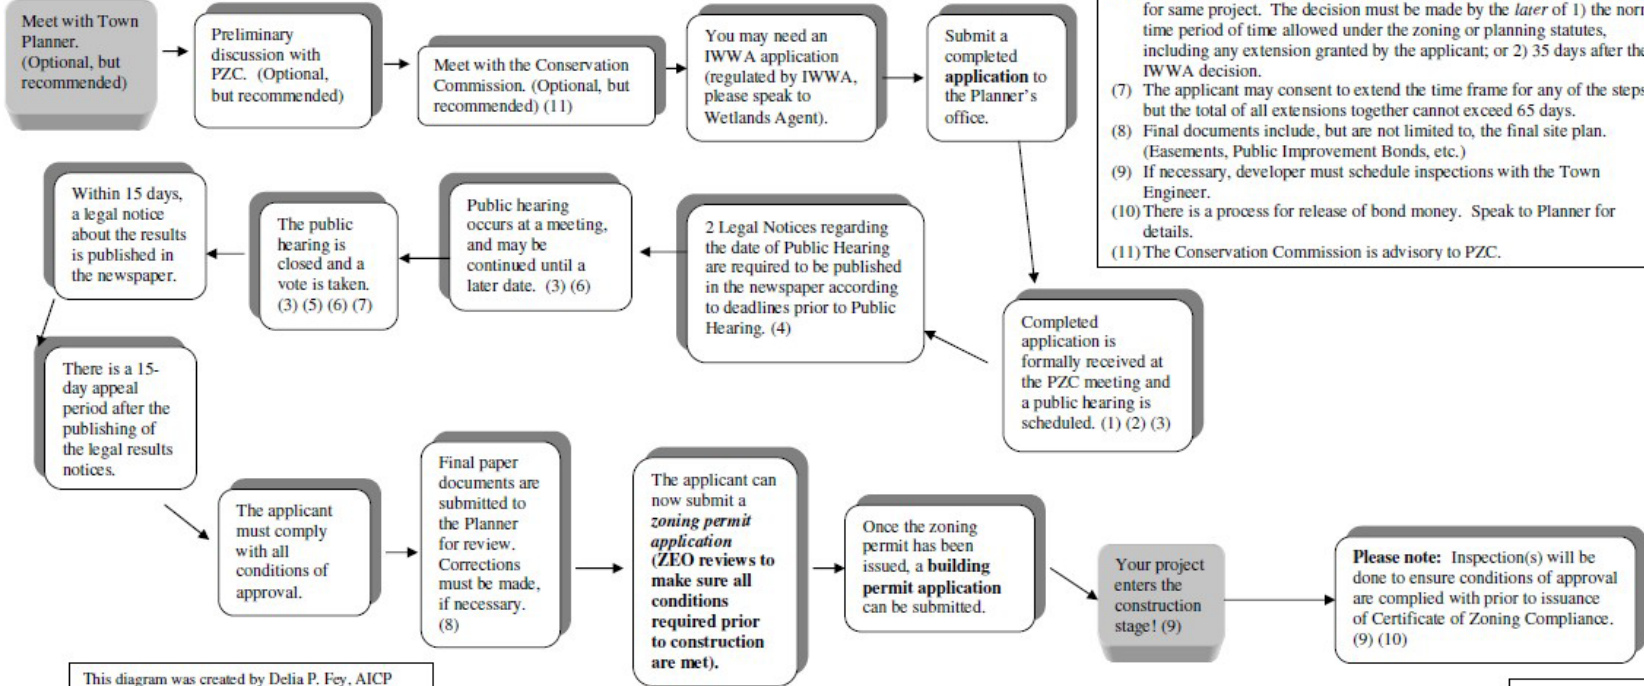 Meet with Town
Planner.
(Optional, but
recommended)
Preliminary
discussion with
PZC. (Optional,
but recommended)
Meet with the Conservation
Commission. (Optional, but
recommended) (11)
You may need an
IWWA application
(regulated by IWWA,
please speak to
Wetlands Agent).
Submit a
completed
application to
the Planner's
office.
for same project. The decision must be made by the later of 1) the
time period of time allowed under the zoning or planning statutes,
including any extension granted by the applicant; or 2) 35 days after the
IWWA decision.
(7) The applicant may consent to extend the time frame for any of the steps
but the total of all extensions together cannot exceed 65 days.
(8) Final documents include, but are not limited to, the final site plan.
(Easements, Public Improvement Bonds, etc.)
(9) If necessary, developer must schedule inspections with the Town
Engineer.
(10) There is a process for release of bond money. Speak to Planner for
details.
(11) The Conservation Commission is advisory to PZC.
Completed
application is
formally received at
the PZC meeting and
a public hearing is
scheduled. (1) (2) (3)
2 Legal Notices regarding
the date of Public Hearing
are required to be published
in the newspaper according
to deadlines prior to Public
Hearing. (4)
Public hearing
occurs at a meeting,
and may be
continued until a
later date. (3) (6)
The public
hearing is
closed and a
vote is taken.
(3) (5) (6) (7)
Within 15 days,
a legal notice
about the results
is published in
the newspaper.
There is a 15-
day appeal
period after the
publishing of
the legal results
notices.
The applicant
must comply
with all
conditions of
approval.
Final paper
documents are
submitted to
the Planner
for review.
Corrections
must be made,
if necessary.
(8)
The applicant can
now submit a
zoning permit
application
(ZEO reviews to
make sure all
conditions
required prior
to construction
are met).
Once the zoning
permit has been
issued, a building
permit application
can be submitted.
Your project
enters the
construction
stage! (9)
Please note: Inspection(s) will be
done to ensure conditions of approval
are complied with prior to issuance
of Certificate of Zoning Compliance.
(9) (10)
This diagram was created by Delia P. Fey, AICP